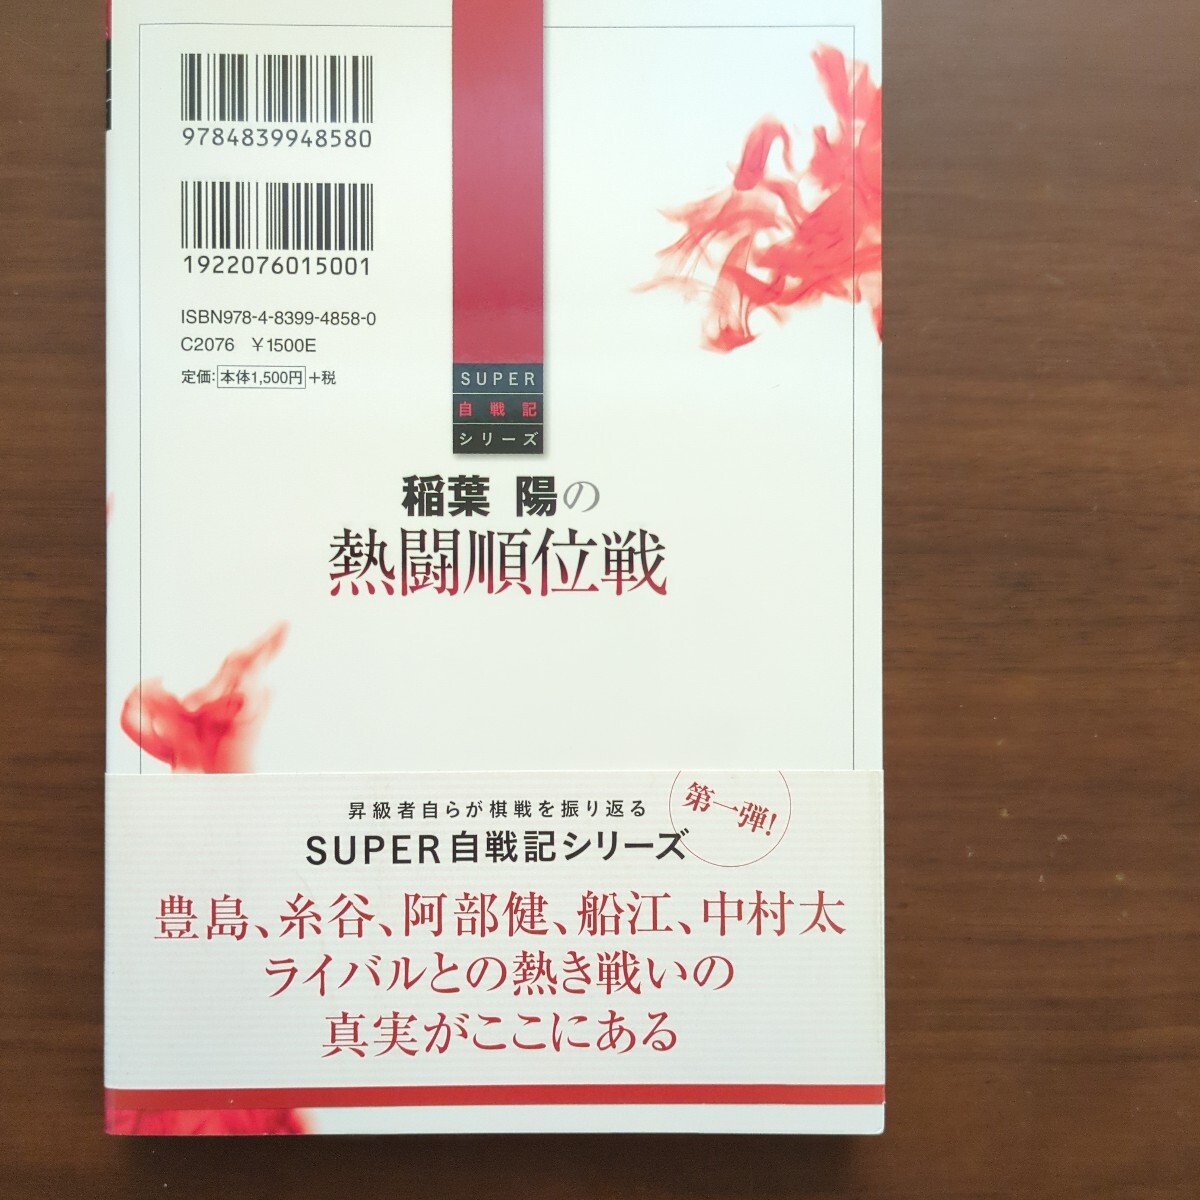 9784839948580
1922076015001
ISBN978-4-8399-4858-0
C2076 ¥1500E
定価:本体1,500円+税
SUPER
自戦記
シリーズ
稲葉 陽の
熱闘順位戦
昇級者自らが棋戦を振り返る
SUPER自戦記シリーズ
第一弾!
豊島、糸谷、阿部健、船江、中村太
ライバルとの熱き戦いの
真実がここにある